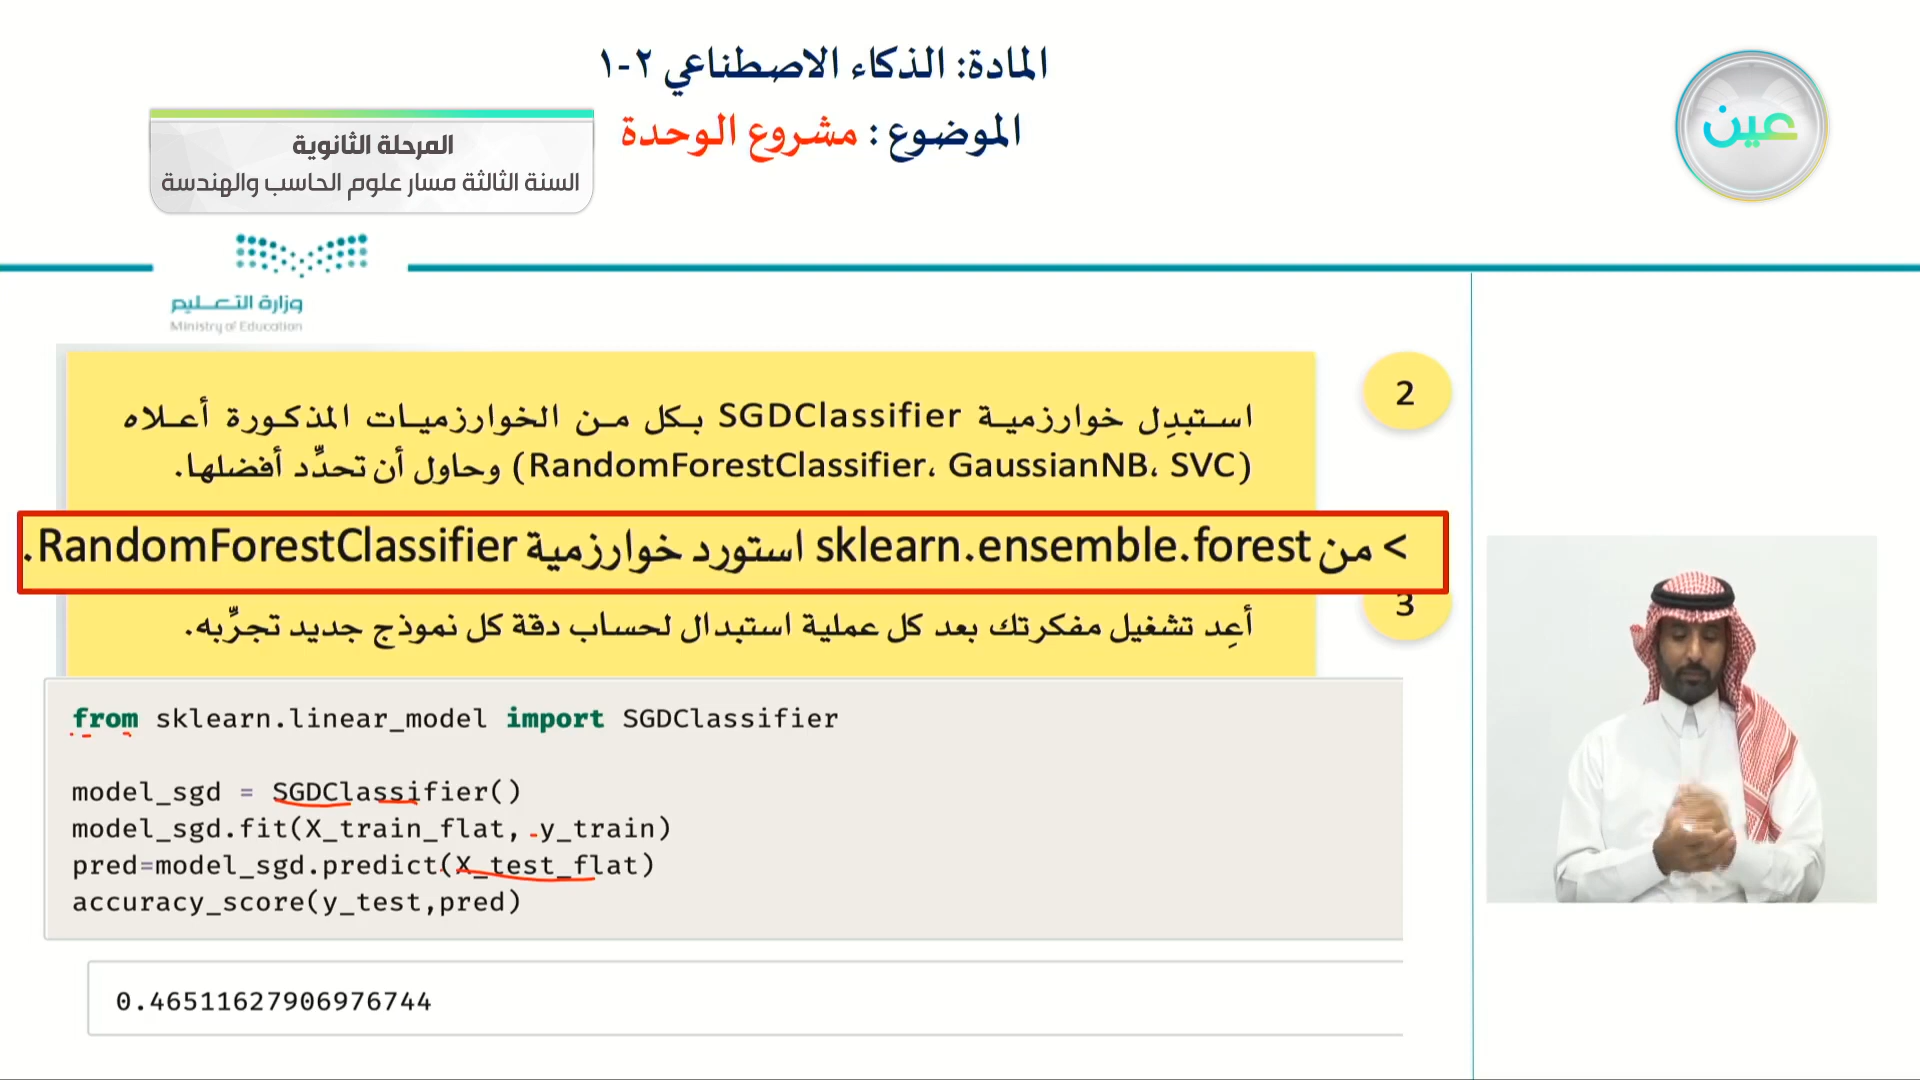 المادة: الذكاء الاصطناعي ٢-١
الموضوع : مشروع الوحدة
عين
المرحلة الثانوية
السنة الثالثة مسار علوم الحاسب والهندسة
وزارة التعليم
Ministry of Education
2
استبدِل خوارزمية SGDClassifier بكل من الخوارزميات المذكورة أعلاه
(RandomForestClassifier، GaussianNB، SVC) وحاول أن تحدِّد أفضلها.
> من sklearn.ensemble.forest استورد خوارزمية RandomForestClassifier.
3
أعِد تشغيل مفكرتك بعد كل عملية استبدال لحساب دقة كل نموذج جديد تجرِّبه.
from sklearn.linear_model import SGDClassifier
model_sgd = SGDClassifier()
model_sgd.fit(X_train_flat, y_train)
pred=model_sgd.predict(X_test_flat)
accuracy_score(y_test,pred)
0.46511627906976744